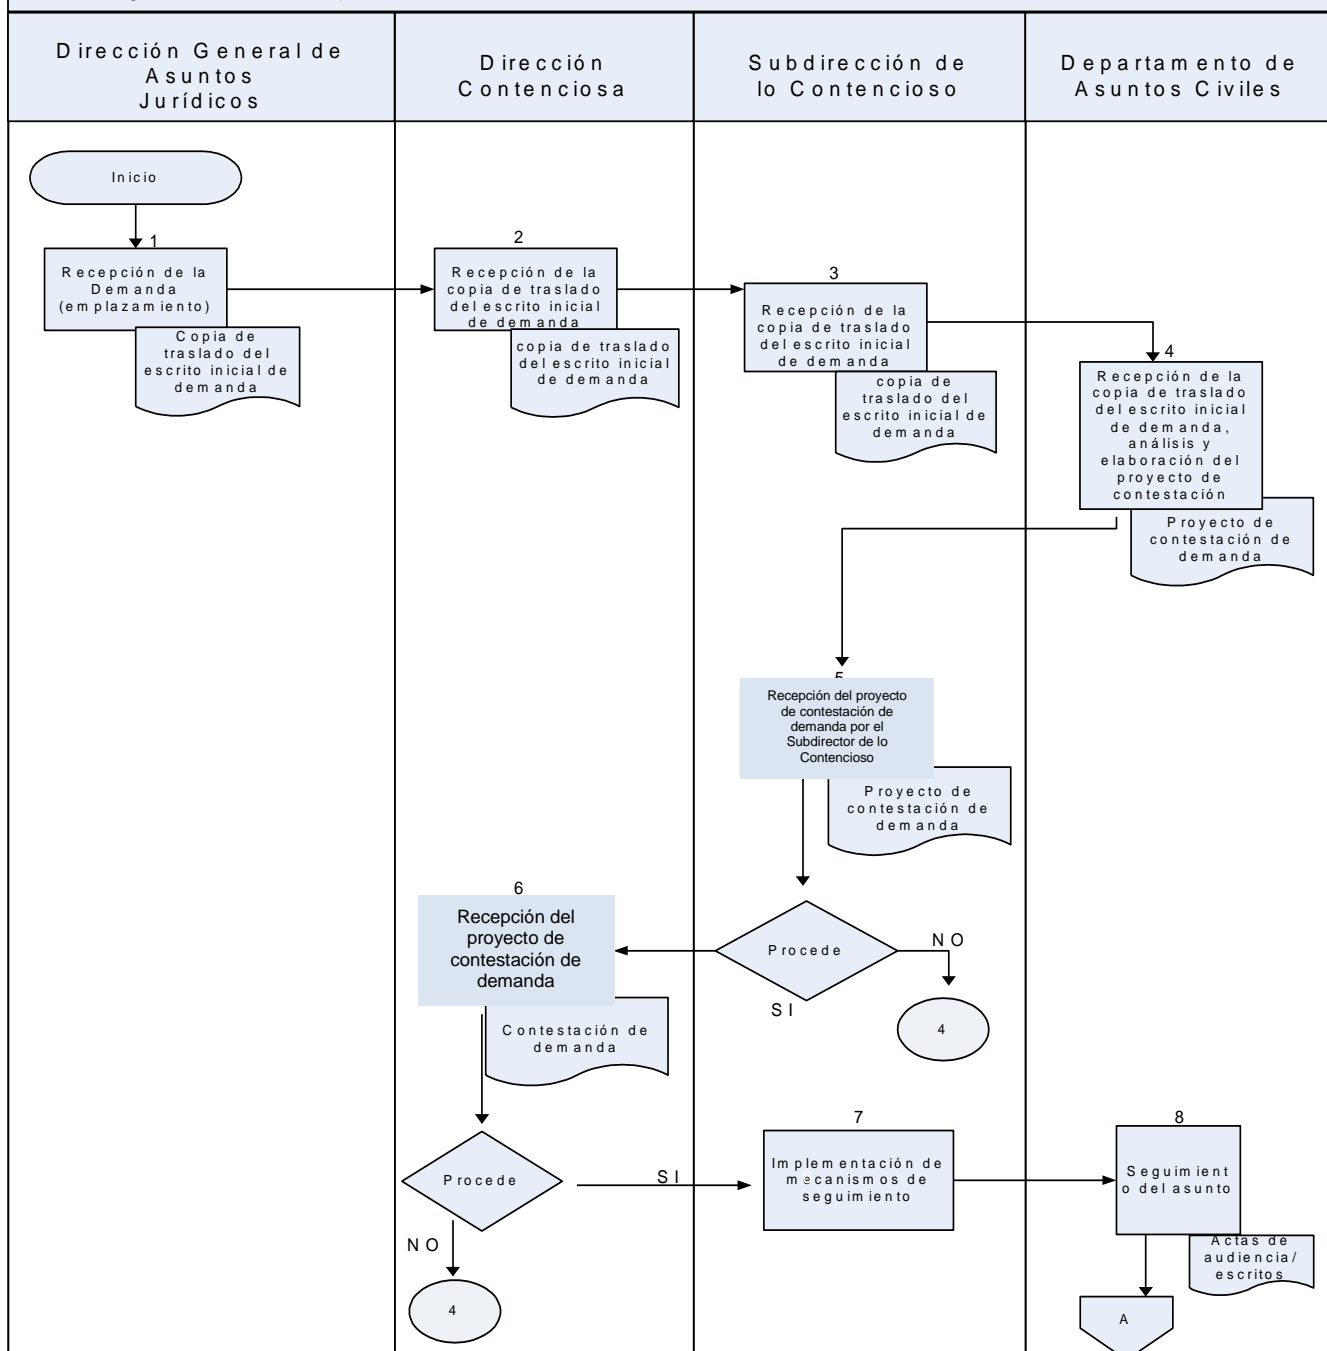 Dirección General de
Asuntos
Jurídicos
Dirección
Contenciosa
Subdirección de
lo Contencioso
Departamento de
Asuntos Civiles
Inicio
1
Recepción de la
Demanda
(emplazamiento)
Copia de
traslado del
escrito inicial de
demanda
2
Recepción de la
copia de traslado
del escrito inicial
de demanda
copia de traslado
del escrito inicial
de demanda
3
Recepción de la
copia de traslado
del escrito inicial
de demanda
copia de
traslado del
escrito inicial de
demanda
4
Recepción de la
copia de traslado
del escrito inicial
de demanda,
análisis y
elaboración del
proyecto de
contestación
Proyecto de
contestación de
demanda
5
Recepción del proyecto
de contestación de
demanda por el
Subdirector de lo
Contencioso
Proyecto de
contestación de
demanda
Procede
NO
4
SI
6
Recepción del
proyecto de
contestación de
demanda
Contestación de
demanda
Procede
NO
4
SI
7
Implementación de
mecanismos de
seguimiento
8
Seguimient
o del asunto
Actas de
audiencia/
escritos
A